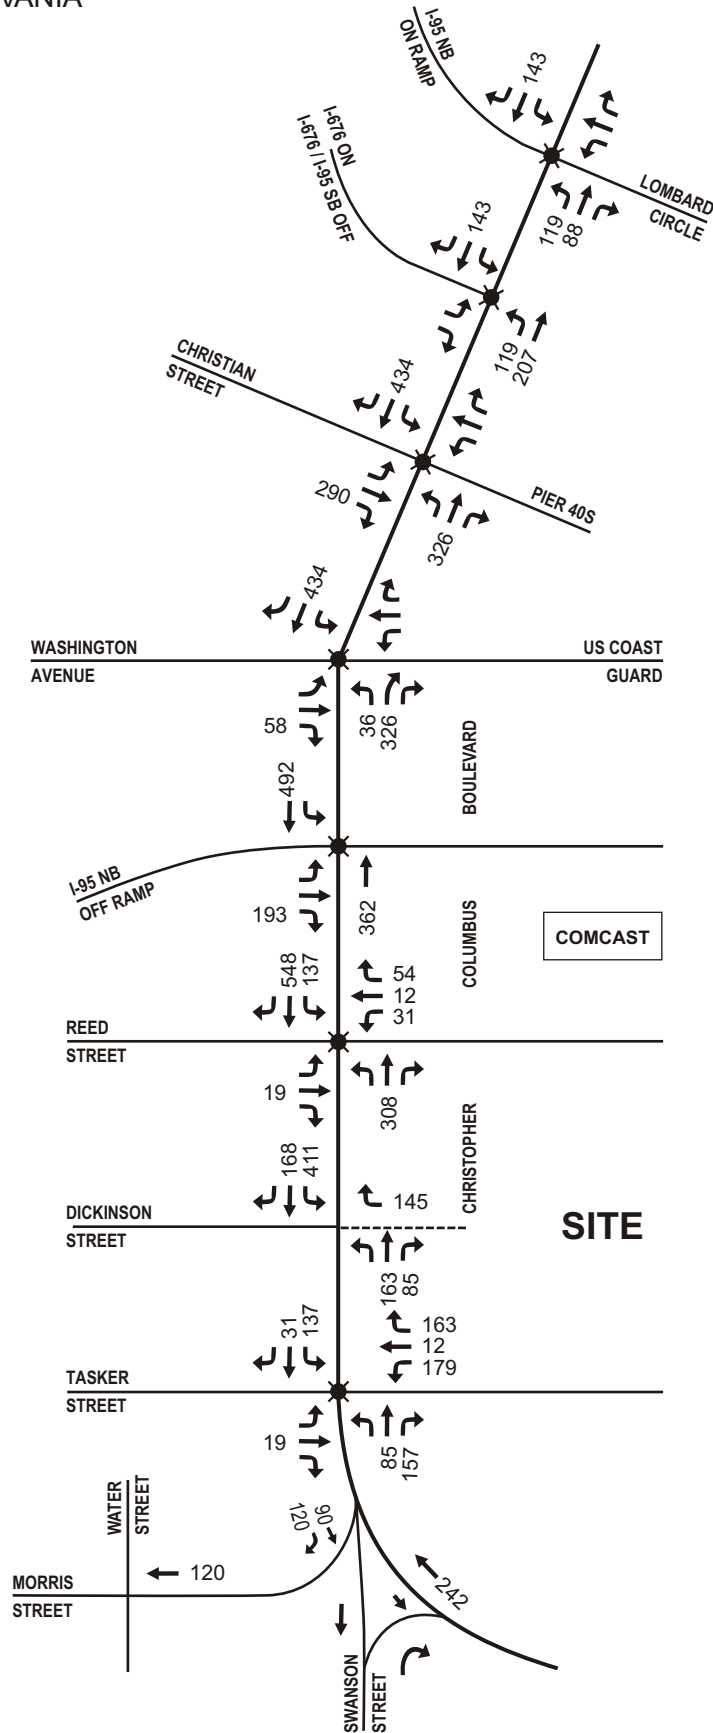 VANIA
I-95 NB
ON RAMP
143
I-676 ON
I-676 / I-95 SB OFF
LOMBARD
CIRCLE
119
88
143
119
207
CHRISTIAN
STREET
434
290
PIER 40S
326
434
WASHINGTON
AVENUE
US COAST
GUARD
58
36
326
BOULEVARD
492
I-95 NB
OFF RAMP
193
362
COLUMBUS
COMCAST
548
137
54
12
31
REED
STREET
19
308
CHRISTOPHER
168
411
145
DICKINSON
STREET
SITE
163
85
31
137
163
12
179
TASKER
STREET
19
85
157
WATER
STREET
120
90
120
242
MORRIS
STREET
SWANSON
STREET